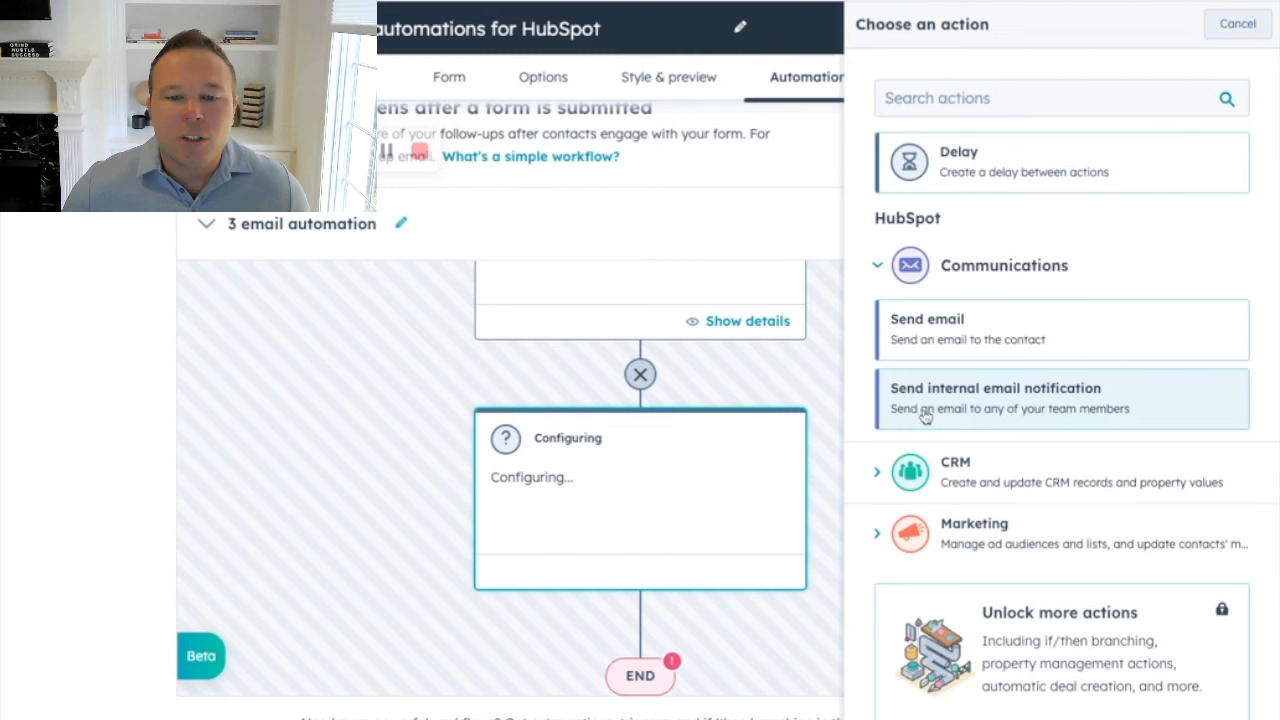 GRIND
HUSTLE
SUCCESS
automations for HubSpot
Form
Options
Style & preview
Automation
ens after a form is submitted
re of your follow-ups after contacts engage with your form. For
up email. What's a simple workflow?
3 email automation
Show details
Configuring
Configuring...
Beta
END
!
Choose an action
Cancel
Search actions
Delay
Create a delay between actions
HubSpot
Communications
Send email
Send an email to the contact
Send internal email notification
Send an email to any of your team members
CRM
Create and update CRM records and property values
Marketing
Manage ad audiences and lists, and update contacts' m...
Unlock more actions
Including if/then branching,
property management actions,
automatic deal creation, and more.